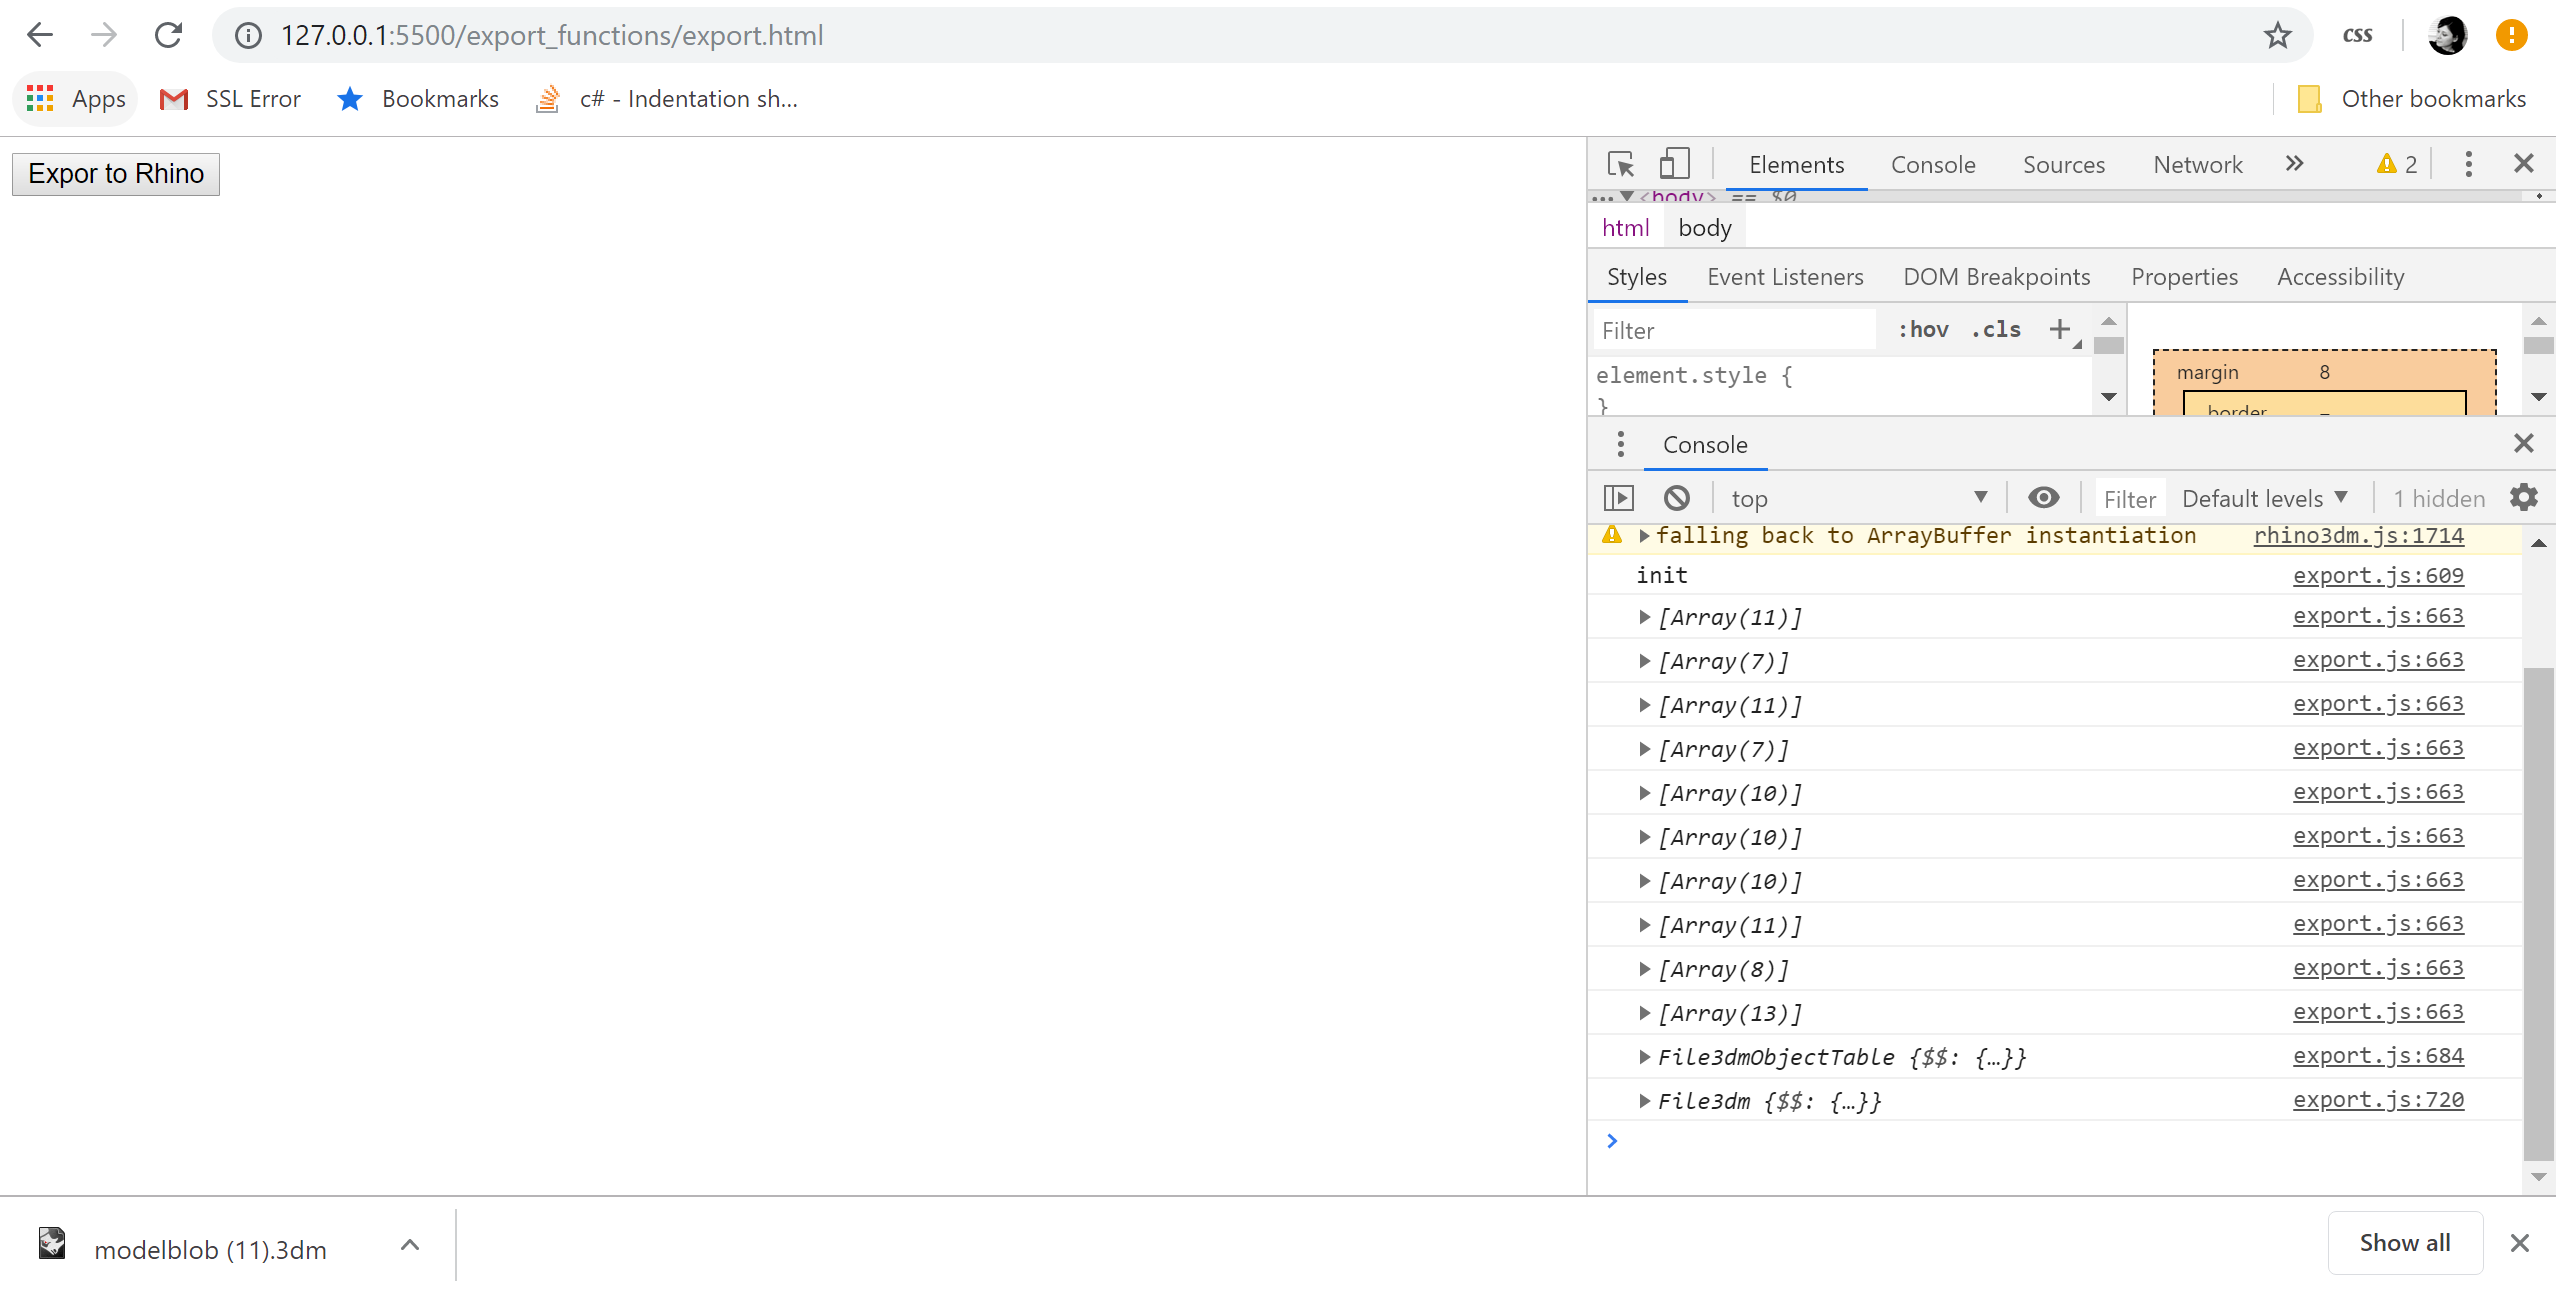 127.0.0.1:5500/export_functions/export.html
css
Apps
SSL Error
Bookmarks
c# - Indentation sh...
Other bookmarks
Expor to Rhino
Elements
Console
Sources
Network
2
<body> == $0
html
body
Styles
Event Listeners
DOM Breakpoints
Properties
Accessibility
Filter
:hov
.cls
element.style {
}
margin
8
border
–
Console
top
Filter
Default levels
1 hidden
falling back to ArrayBuffer instantiation rhino3dm.js:1714
init export.js:609
[Array(11)] export.js:663
[Array(7)] export.js:663
[Array(11)] export.js:663
[Array(7)] export.js:663
[Array(10)] export.js:663
[Array(10)] export.js:663
[Array(10)] export.js:663
[Array(11)] export.js:663
[Array(8)] export.js:663
[Array(13)] export.js:663
File3dmObjectTable {$$: {…}} export.js:684
File3dm {$$: {…}} export.js:720
modelblob (11).3dm
Show all